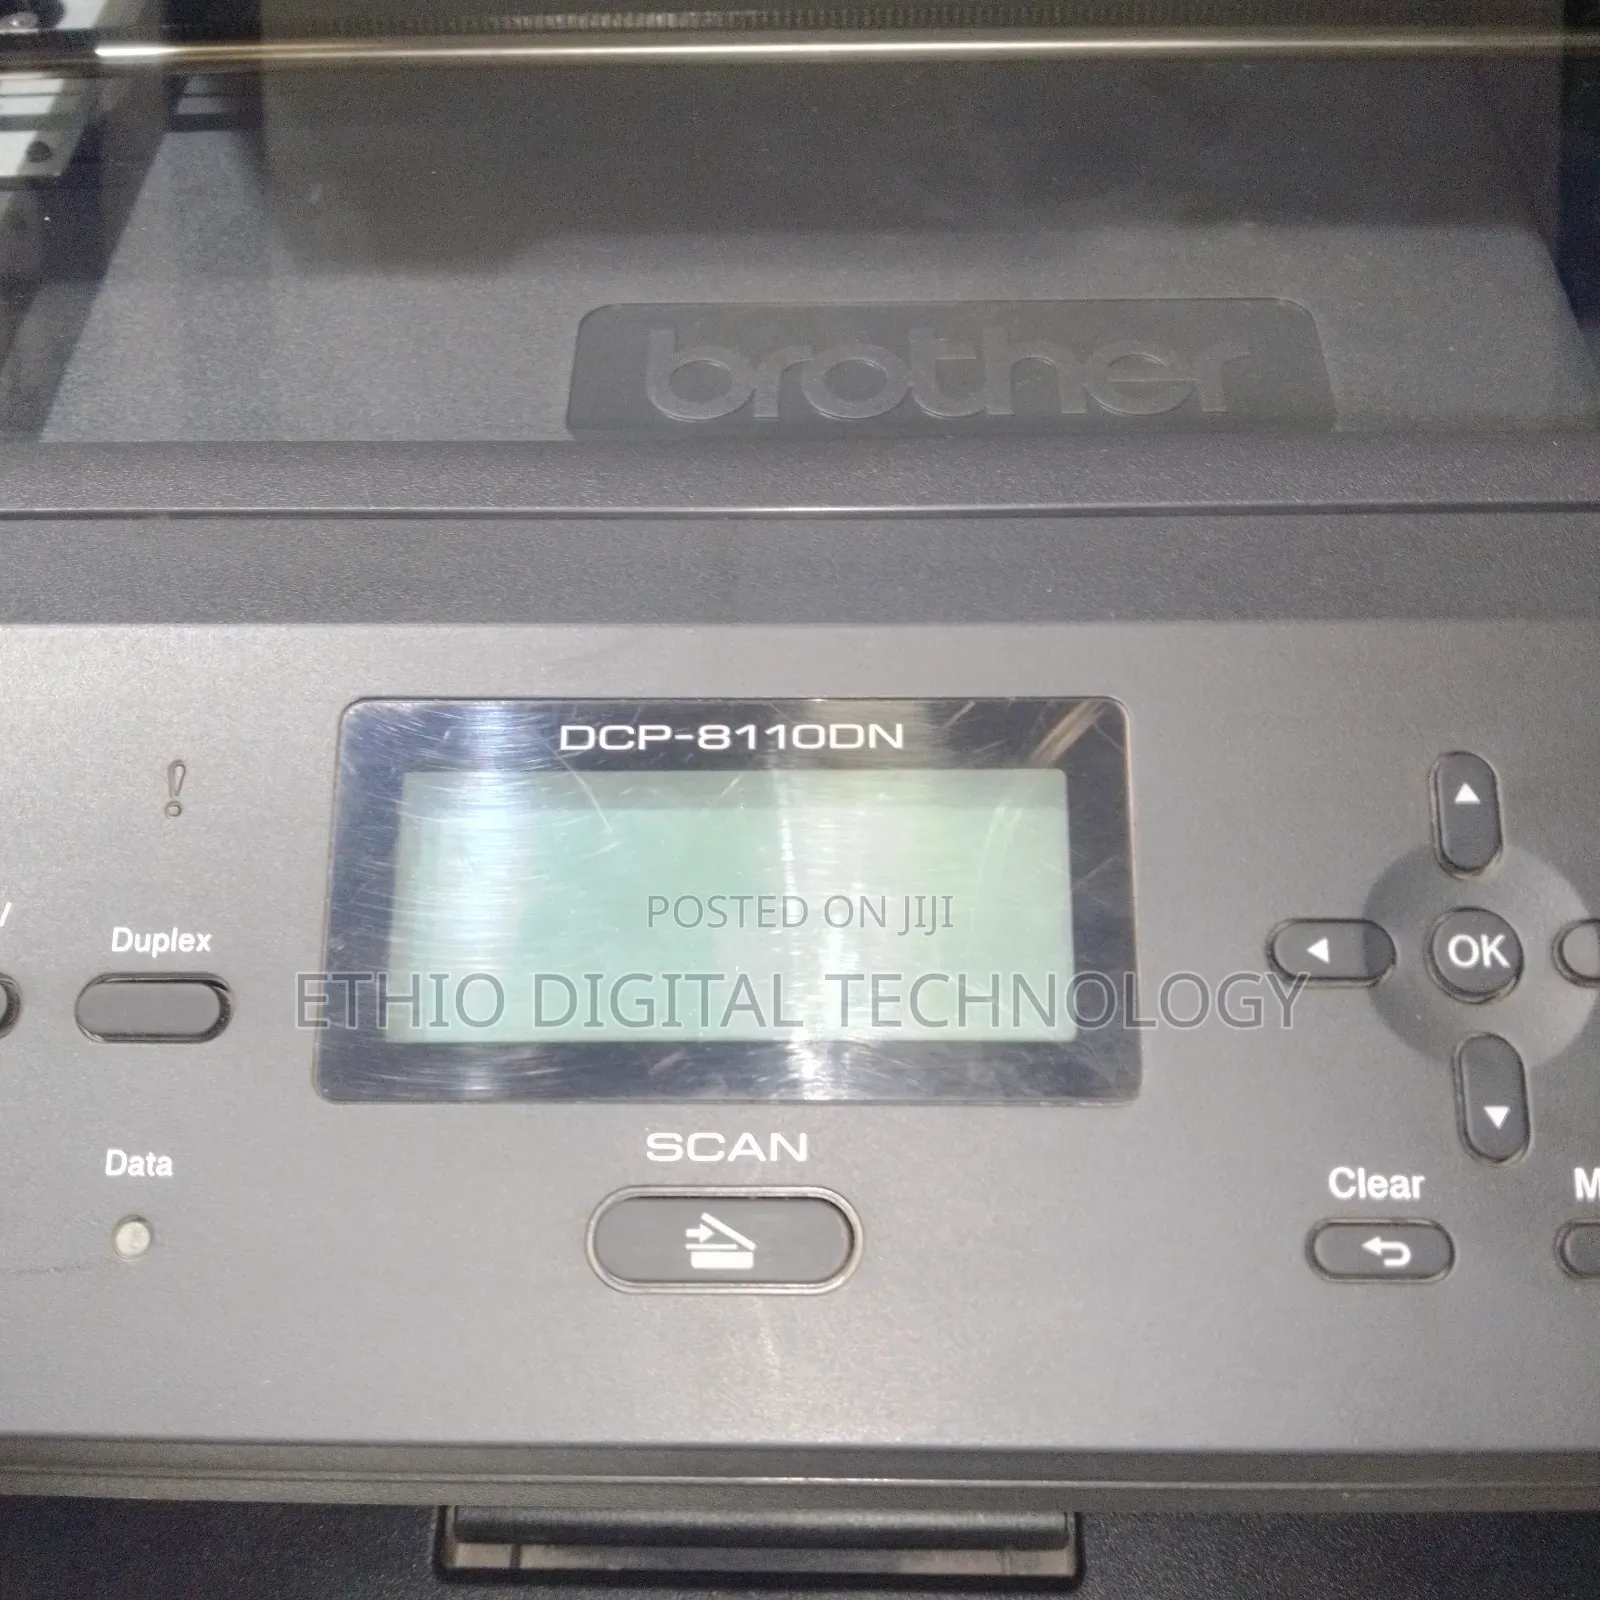 brother
DCP-8110DN
POSTED ON JIJI
Duplex
OK
ETHIO DIGITAL TECHNOLOGY
SCAN
Data
Clear